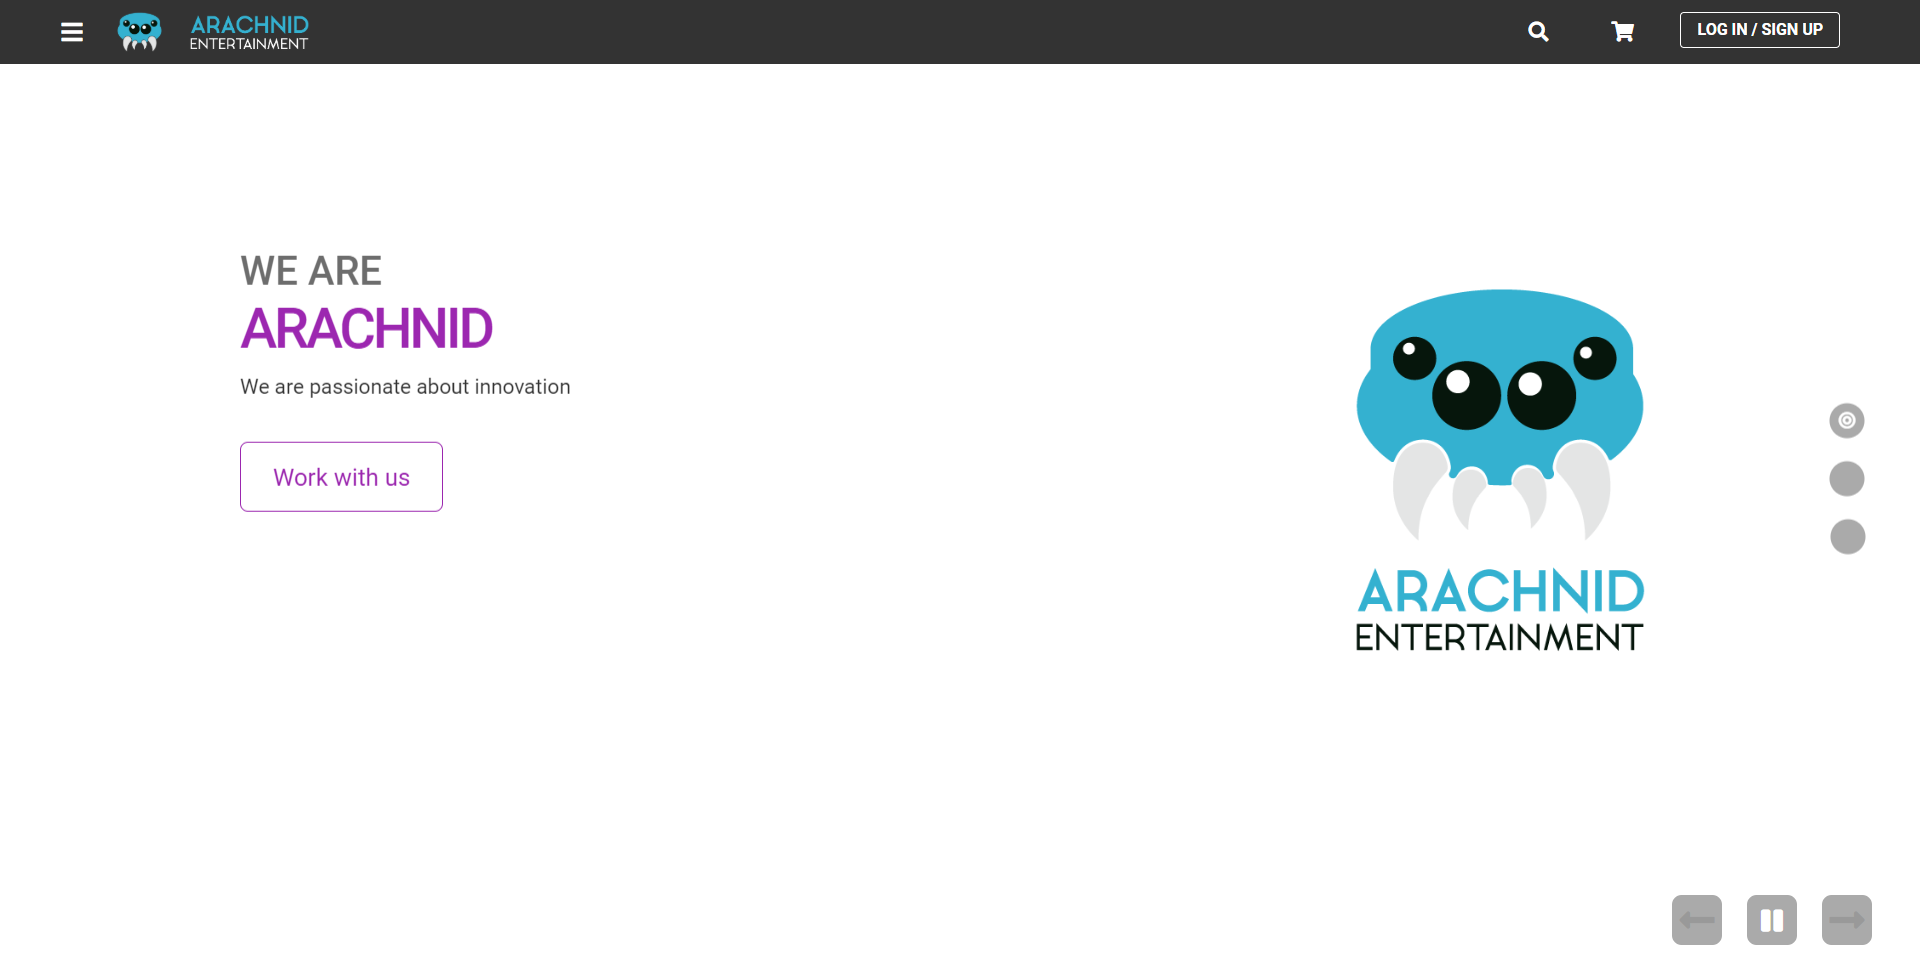 ARACHNID
ENTERTAINMENT
LOG IN / SIGN UP
WE ARE
ARACHNID
We are passionate about innovation
Work with us
ARACHNID
ENTERTAINMENT